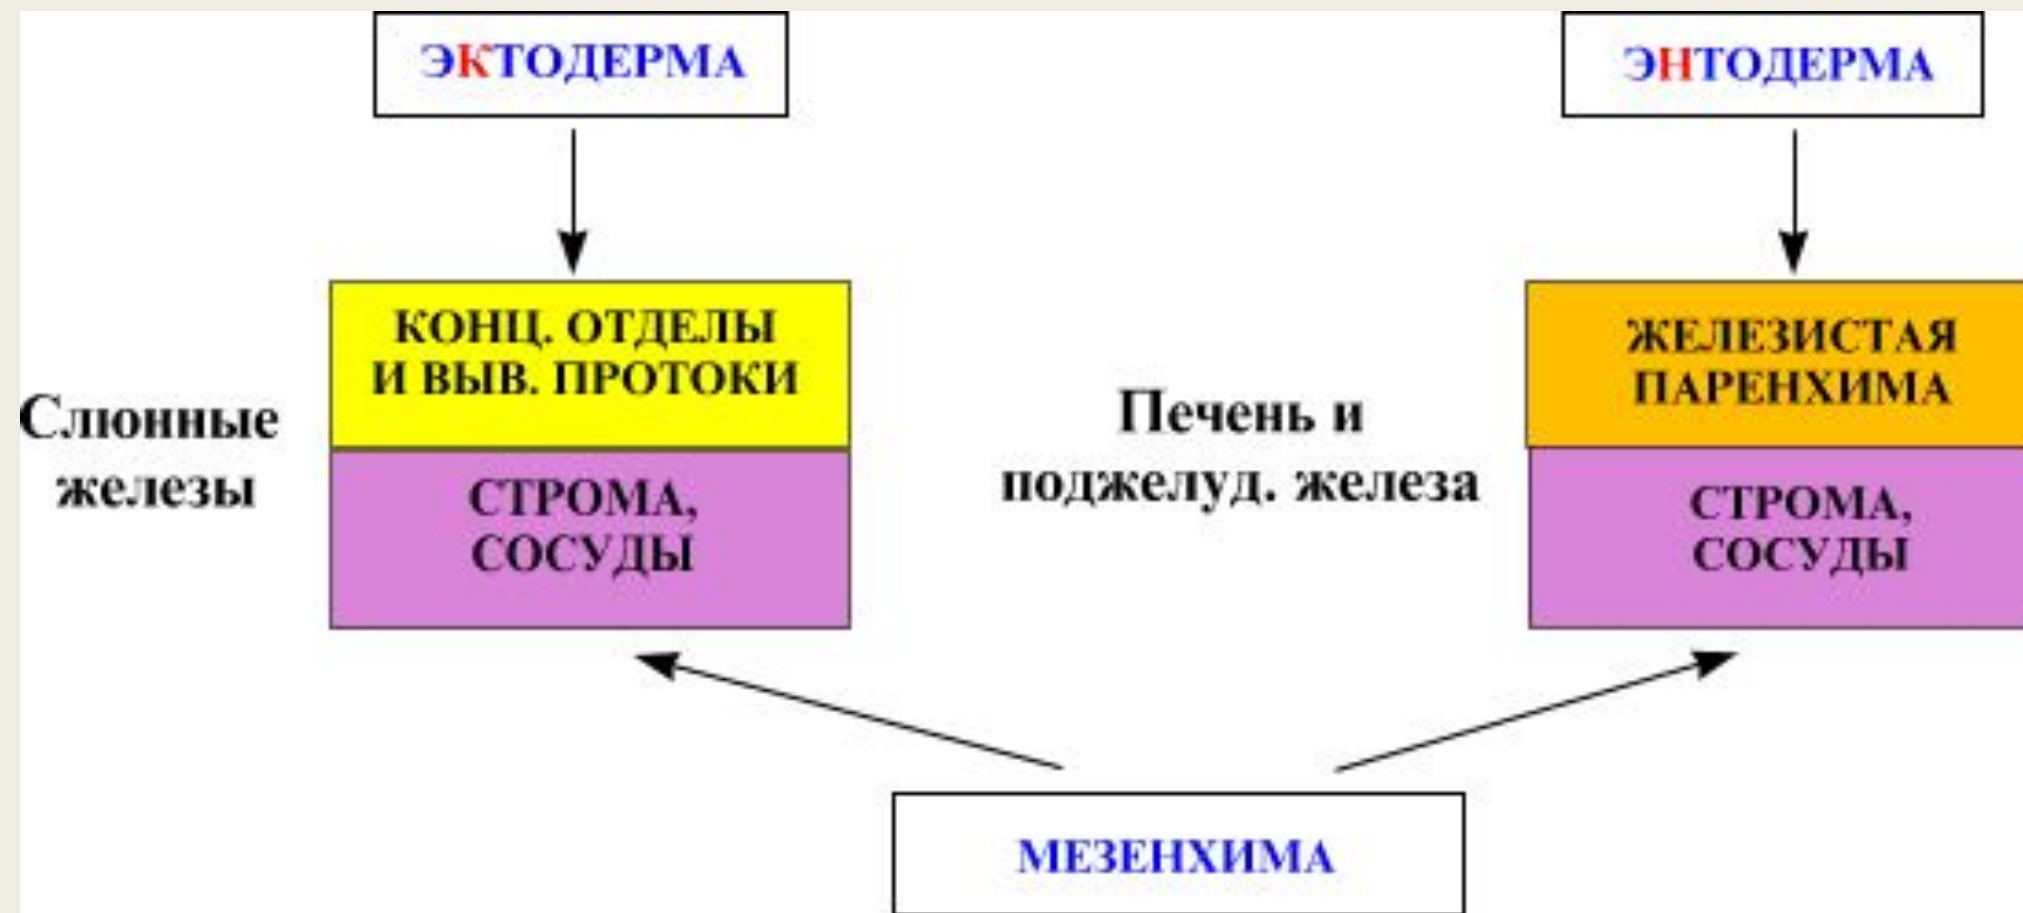 ЭКТОДЕРМА
ЭНТОДЕРМА
КОНЦ. ОТДЕЛЫ
И ВЫВ. ПРОТОКИ
ЖЕЛЕЗИСТАЯ
ПАРЕНХИМА
Слюнные
железы
Печень и
поджелуд. железа
СТРОМА,
СОСУДЫ
СТРОМА,
СОСУДЫ
МЕЗЕНХИМА